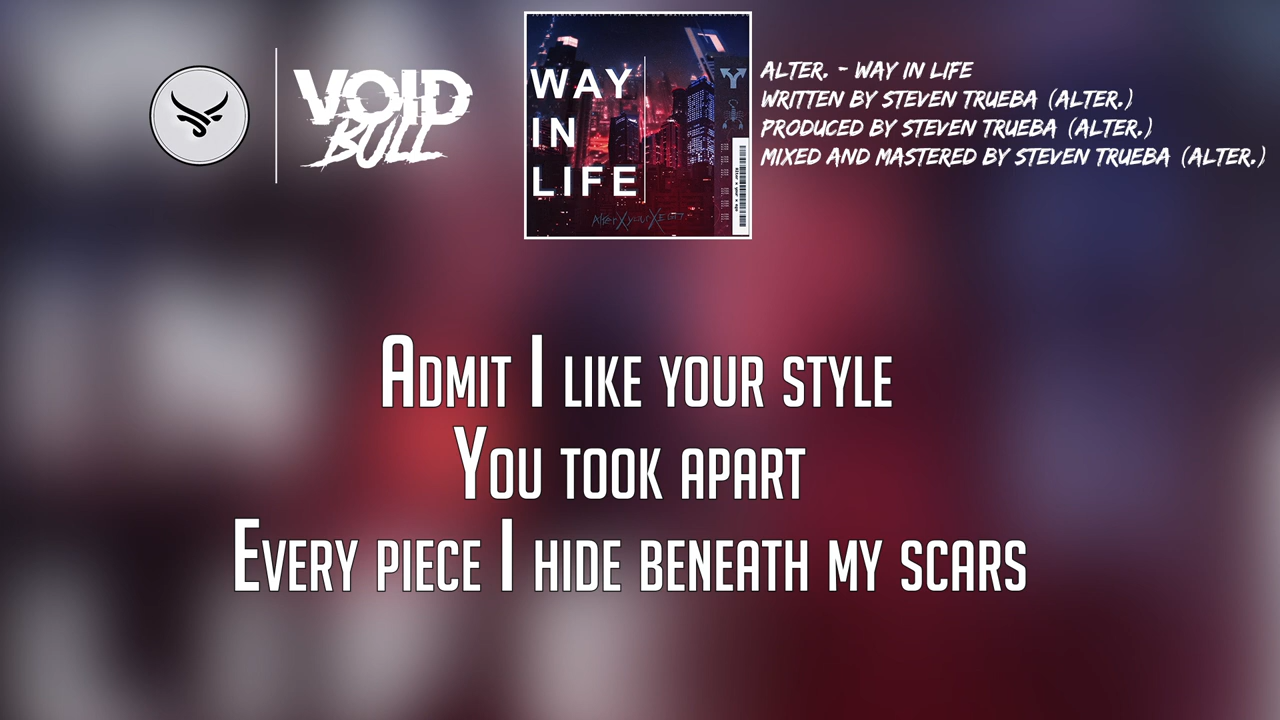 VOID
BULL
WAY
IN
LIFE
ALTER. - WAY IN LIFE
WRITTEN BY STEVEN TRUEBA (ALTER.)
PRODUCED BY STEVEN TRUEBA (ALTER.)
MIXED AND MASTERED BY STEVEN TRUEBA (ALTER.)
Admit I like your style
You took apart
Every piece I hide beneath my scars